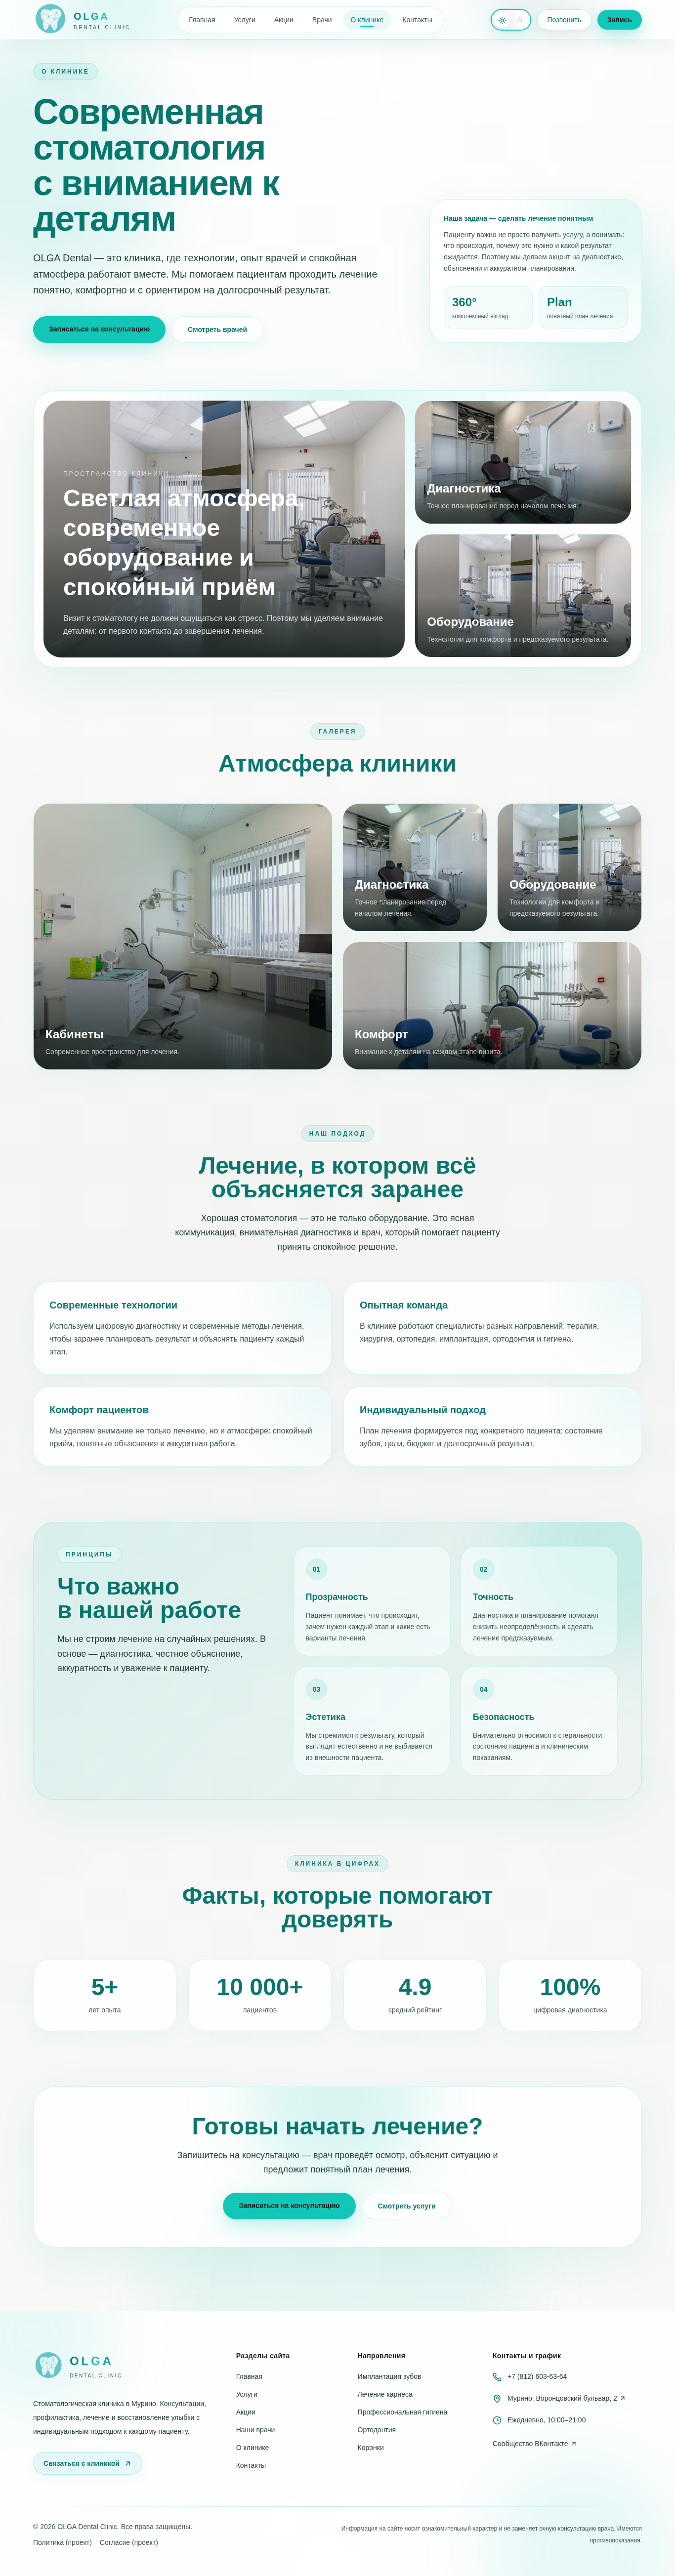 OLGA
DENTAL CLINIC
Главная
Услуги
Акции
Врачи
О клинике
Контакты
Позвонить
Запись
О КЛИНИКЕ
Современная
стоматология
с вниманием к
деталям
OLGA Dental — это клиника, где технологии, опыт врачей и спокойная
атмосфера работают вместе. Мы помогаем пациентам проходить лечение
понятно, комфортно и с ориентиром на долгосрочный результат.
Записаться на консультацию
Смотреть врачей
Наша задача — сделать лечение понятным
Пациенту важно не просто получить услугу, а понимать:
что происходит, почему это нужно и какой результат
ожидается. Поэтому мы делаем акцент на диагностике,
объяснении и аккуратном планировании.
360°
комплексный взгляд
Plan
понятный план лечения
ПРОСТРАНСТВО КЛИНИКИ
Светлая атмосфера,
современное
оборудование и
спокойный приём
Визит к стоматологу не должен ощущаться как стресс. Поэтому мы уделяем внимание
деталям: от первого контакта до завершения лечения.
Диагностика
Точное планирование перед началом лечения.
Оборудование
Технологии для комфорта и предсказуемого результата.
ГАЛЕРЕЯ
Атмосфера клиники
Кабинеты
Современное пространство для лечения.
Диагностика
Точное планирование перед
началом лечения.
Оборудование
Технологии для комфорта и
предсказуемого результата.
Комфорт
Внимание к деталям на каждом этапе визита.
НАШ ПОДХОД
Лечение, в котором всё
объясняется заранее
Хорошая стоматология — это не только оборудование. Это ясная
коммуникация, внимательная диагностика и врач, который помогает пациенту
принять спокойное решение.
Современные технологии
Используем цифровую диагностику и современные методы лечения,
чтобы заранее планировать результат и объяснять пациенту каждый
этап.
Опытная команда
В клинике работают специалисты разных направлений: терапия,
хирургия, ортопедия, имплантация, ортодонтия и гигиена.
Комфорт пациентов
Мы уделяем внимание не только лечению, но и атмосфере: спокойный
приём, понятные объяснения и аккуратная работа.
Индивидуальный подход
План лечения формируется под конкретного пациента: состояние
зубов, цели, бюджет и долгосрочный результат.
ПРИНЦИПЫ
Что важно
в нашей работе
Мы не строим лечение на случайных решениях. В
основе — диагностика, честное объяснение,
аккуратность и уважение к пациенту.
01
Прозрачность
Пациент понимает, что происходит,
зачем нужен каждый этап и какие есть
варианты лечения.
02
Точность
Диагностика и планирование помогают
снизить неопределённость и сделать
лечение предсказуемым.
03
Эстетика
Мы стремимся к результату, который
выглядит естественно и не выбивается
из внешности пациента.
04
Безопасность
Внимательно относимся к стерильности,
состоянию пациента и клиническим
показаниям.
КЛИНИКА В ЦИФРАХ
Факты, которые помогают
доверять
5+
лет опыта
10 000+
пациентов
4.9
средний рейтинг
100%
цифровая диагностика
Готовы начать лечение?
Запишитесь на консультацию — врач проведёт осмотр, объяснит ситуацию и
предложит понятный план лечения.
Записаться на консультацию
Смотреть услуги
OLGA
DENTAL CLINIC
Стоматологическая клиника в Мурино. Консультации,
профилактика, лечение и восстановление улыбки с
индивидуальным подходом к каждому пациенту.
Связаться с клиникой
Разделы сайта
Главная
Услуги
Акции
Наши врачи
О клинике
Контакты
Направления
Имплантация зубов
Лечение кариеса
Профессиональная гигиена
Ортодонтия
Коронки
Контакты и график
+7 (812) 603-63-64
Мурино, Воронцовский бульвар, 2
Ежедневно, 10:00–21:00
Сообщество ВКонтакте
© 2026 OLGA Dental Clinic. Все права защищены.
Политика (проект)
Согласие (проект)
Информация на сайте носит ознакомительный характер и не заменяет очную консультацию врача. Имеются
противопоказания.